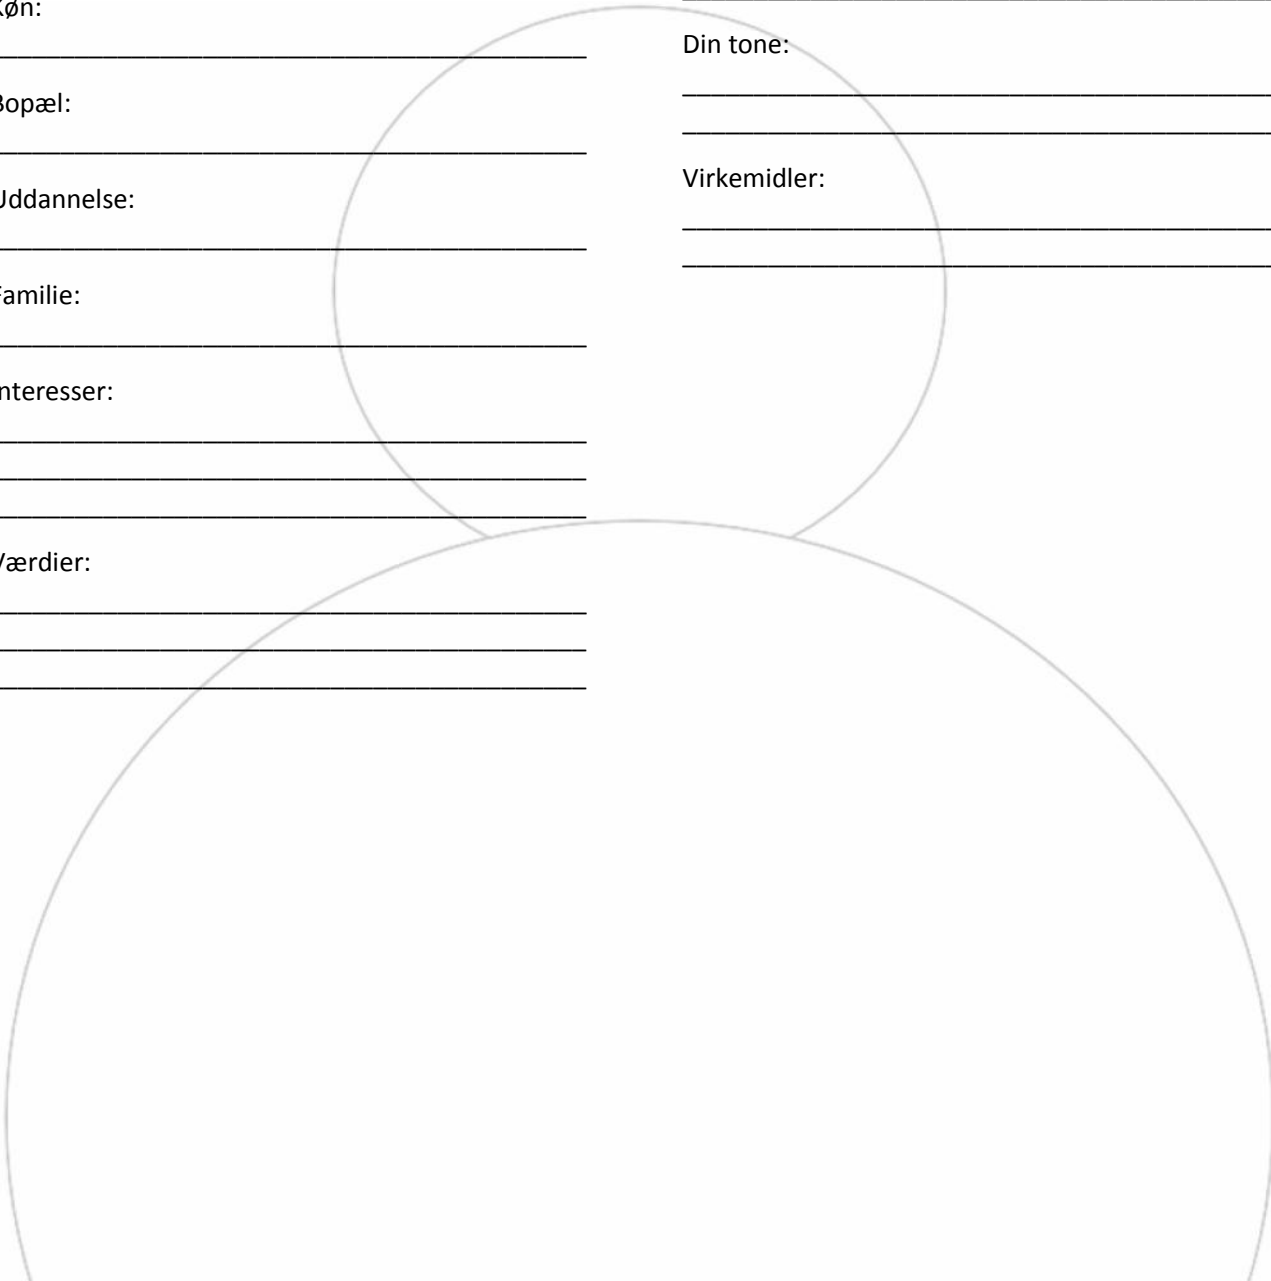 Køn:
Bopæl:
Uddannelse:
Familie:
Interesser:
Værdier:
Din tone:
Virkemidler: